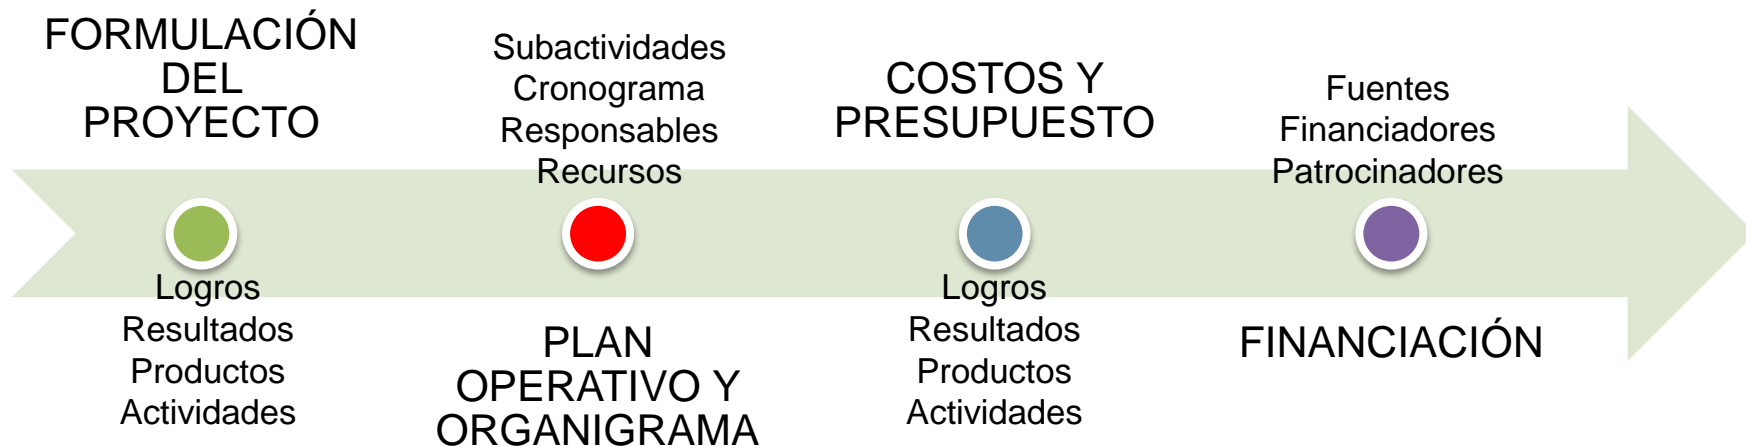 FORMULACIÓN
DEL
PROYECTO
Logros
Resultados
Productos
Actividades
Subactividades
Cronograma
Responsables
Recursos
PLAN
OPERATIVO Y
ORGANIGRAMA
COSTOS Y
PRESUPUESTO
Logros
Resultados
Productos
Actividades
Fuentes
Financiadores
Patrocinadores
FINANCIACIÓN